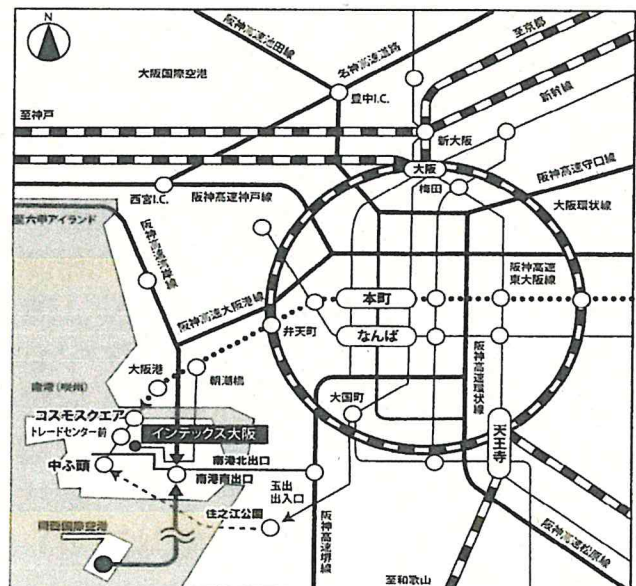 N
阪神高速池田線
名神高速道路
至京都
大阪国際空港
豊中I.C.
新幹線
至神戸
新大阪
大阪
阪神高速守口線
梅田
西宮I.C.
阪神高速神戸線
大阪環状線
至六甲アイランド
阪神高速湾岸線
阪神高速
東大阪線
阪神高速大阪港線
本町
弁天町
なんば
朝潮橋
大阪港
阪神高速環状線
南港(咲州)
大国町
コスモスクエア
トレードセンター前
インテックス大阪
天王寺
中ふ頭
南港北出口
南港南出口
玉出
出入口
住之江公園
関西国際空港
阪神高速堺線
阪神高速松原線
至和歌山